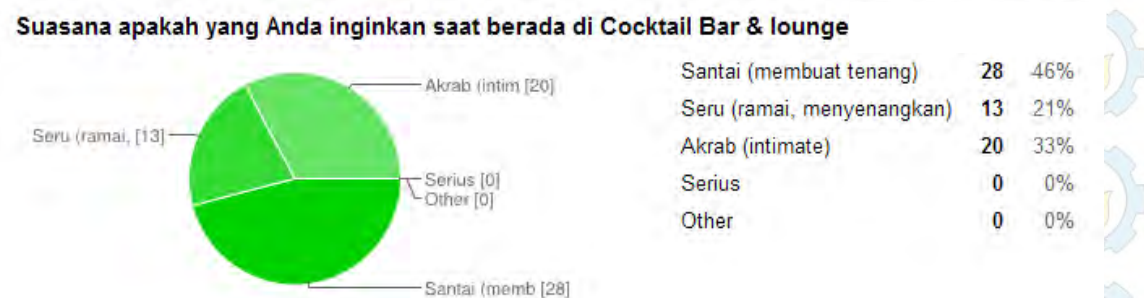 Suasana apakah yang Anda inginkan saat berada di Cocktail Bar & lounge
Akrab (intim [20]
Seru (ramai, [13]
Serius [0]
Other [0]
Santai (memb [28]
Santai (membuat tenang) 28 46%
Seru (ramai, menyenangkan) 13 21%
Akrab (intimate) 20 33%
Serius 0 0%
Other 0 0%